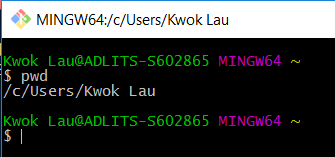 MINGW64:/c/Users/Kwok Lau
Kwok Lau@ADLITS-S602865 MINGW64 ~
$ pwd
/c/Users/Kwok Lau
Kwok Lau@ADLITS-S602865 MINGW64 ~
$